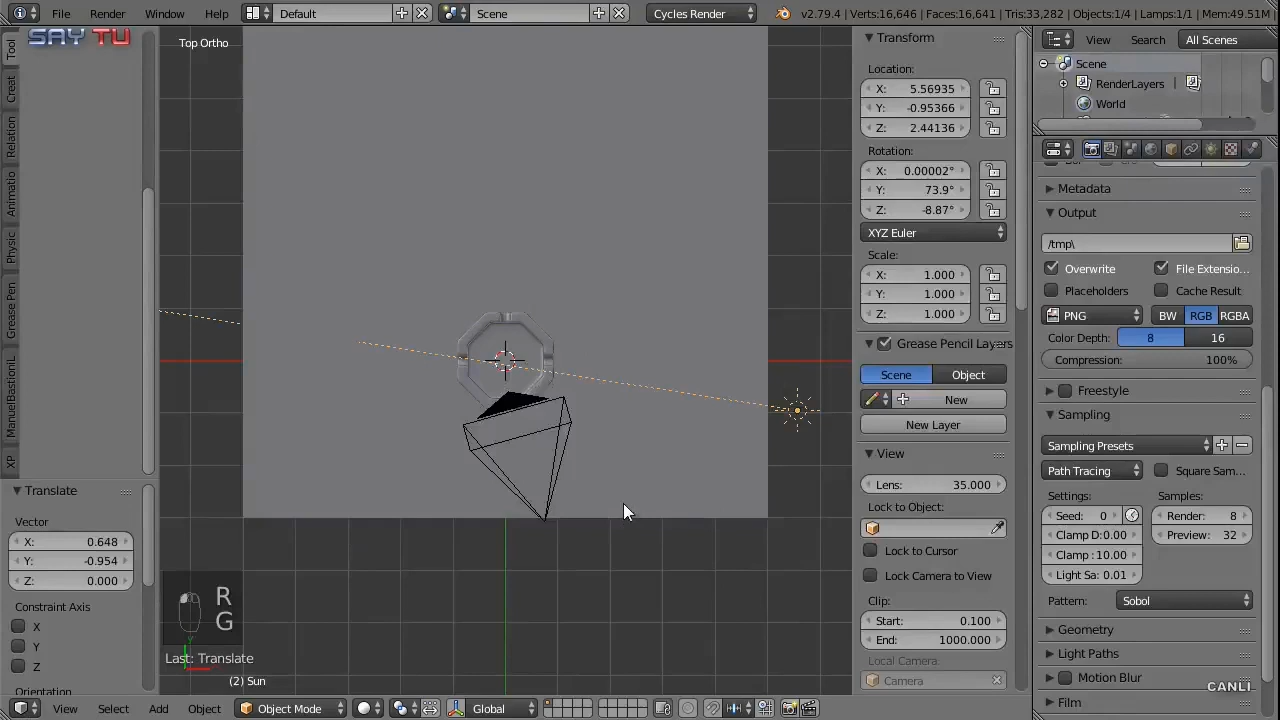 File Render Window Help Default Scene Cycles Render v2.79.4 | Verts:16,646 | Faces:16,641 | Tris:33,282 | Objects:1/4 | Lamps:1/1 | Mem:49.51M
SAY TU
Top Ortho
Tool
Creat
Relation
Animatio
Physic
Grease Pen
ManuelBastioniL
XP
Translate
Vector
X: 0.648
Y: -0.954
Z: 0.000
Constraint Axis
X
Y
Z
Orientation
R
G
Last: Translate
(2) Sun
View Select Add Object Object Mode Global
Transform
Location:
X: 5.56935
Y: -0.95366
Z: 2.44136
Rotation:
X: 0.00002°
Y: 73.9°
Z: -8.87°
XYZ Euler
Scale:
X: 1.000
Y: 1.000
Z: 1.000
Grease Pencil Layers
Scene Object
New
New Layer
View
Lens: 35.000
Lock to Object:
Lock to Cursor
Lock Camera to View
Clip:
Start: 0.100
End: 1000.000
Local Camera:
Camera
View Search All Scenes
Scene
RenderLayers
World
Metadata
Output
/tmp\
Overwrite File Extensio...
Placeholders Cache Result
PNG BW RGB RGBA
Color Depth: 8 16
Compression: 100%
Freestyle
Sampling
Sampling Presets
Path Tracing Square Sam...
Settings: Samples:
Seed: 0 Render: 8
Clamp D:0.00 Preview: 32
Clamp :10.00
Light Sa: 0.01
Pattern: Sobol
Geometry
Light Paths
Motion Blur
CANLI
Film